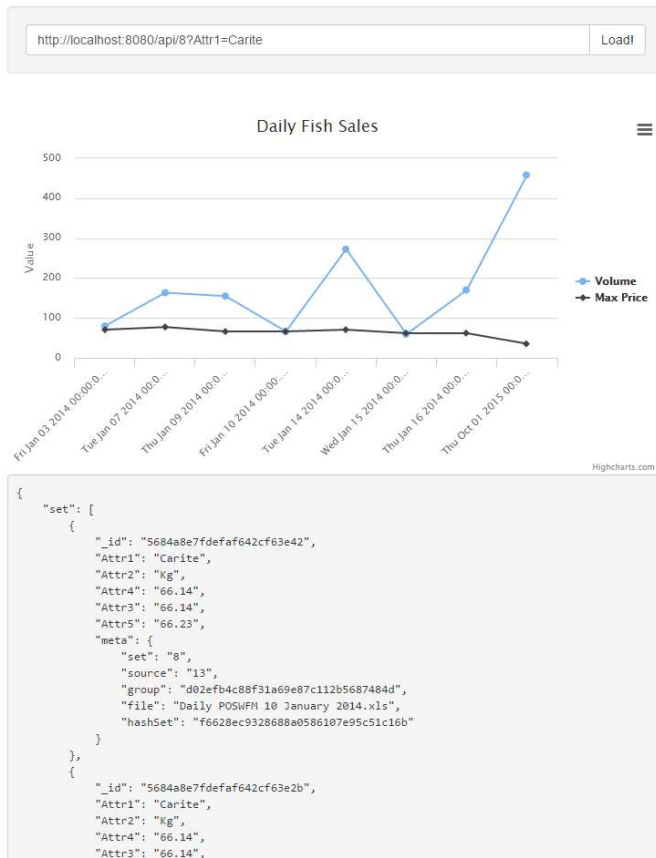 http://localhost:8080/api/8?Attr1=Carite
Load!
Daily Fish Sales
500
400
300
200
100
0
Value
Volume
Max Price
Fri Jan 03 2014 00:00:0...
Tue Jan 07 2014 00:0...
Thu Jan 09 2014 00:0...
Fri Jan 10 2014 00:00:...
Tue Jan 14 2014 00:0...
Wed Jan 15 2014 00:0...
Thu Jan 16 2014 00:0...
Thu Oct 01 2015 00:0...
Highcharts.com
{
"set": [
{
"_id": "5684a8e7fdefaf642cf63e42",
"Attr1": "Carite",
"Attr2": "Kg",
"Attr4": "66.14",
"Attr3": "66.14",
"Attr5": "66.23",
"meta": {
"set": "8",
"source": "13",
"group": "d02efb4c88f31a69e87c112b5687484d",
"file": "Daily POSWFM 10 January 2014.xls",
"hashSet": "f6628ec9328688a0586107e95c51c16b"
}
},
{
"_id": "5684a8e7fdefaf642cf63e2b",
"Attr1": "Carite",
"Attr2": "Kg",
"Attr4": "66.14",
"Attr3": "66.14",